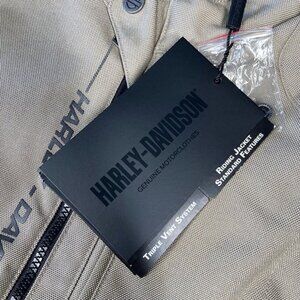 HARLEY-DAVIDSON
GENUINE MOTORCLOTHES
TRIPLE VENT SYSTEM
RIDING JACKET
STANDARD FEATURES
HARLEY-DAV